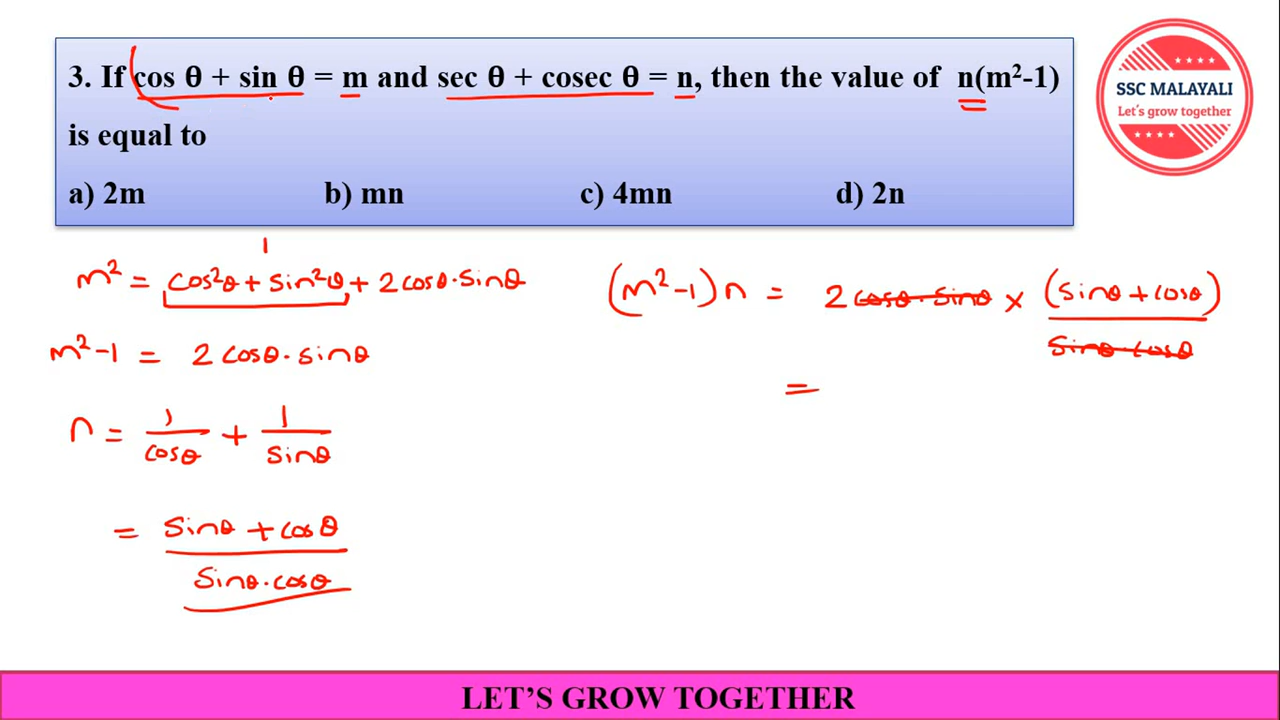 3. If cos θ + sin θ = m and sec θ + cosec θ = n, then the value of n(m²-1)
is equal to
a) 2m b) mn c) 4mn d) 2n
SSC MALAYALI
Let's grow together
1
m² = cos²θ + sin²θ + 2cosθ·sinθ
m²-1 = 2cosθ·sinθ
n = 1/cosθ + 1/sinθ
= sinθ + cosθ / sinθ·cosθ
(m²-1)n = 2cosθ·sinθ × (sinθ + cosθ) / sinθ·cosθ
=
LET'S GROW TOGETHER